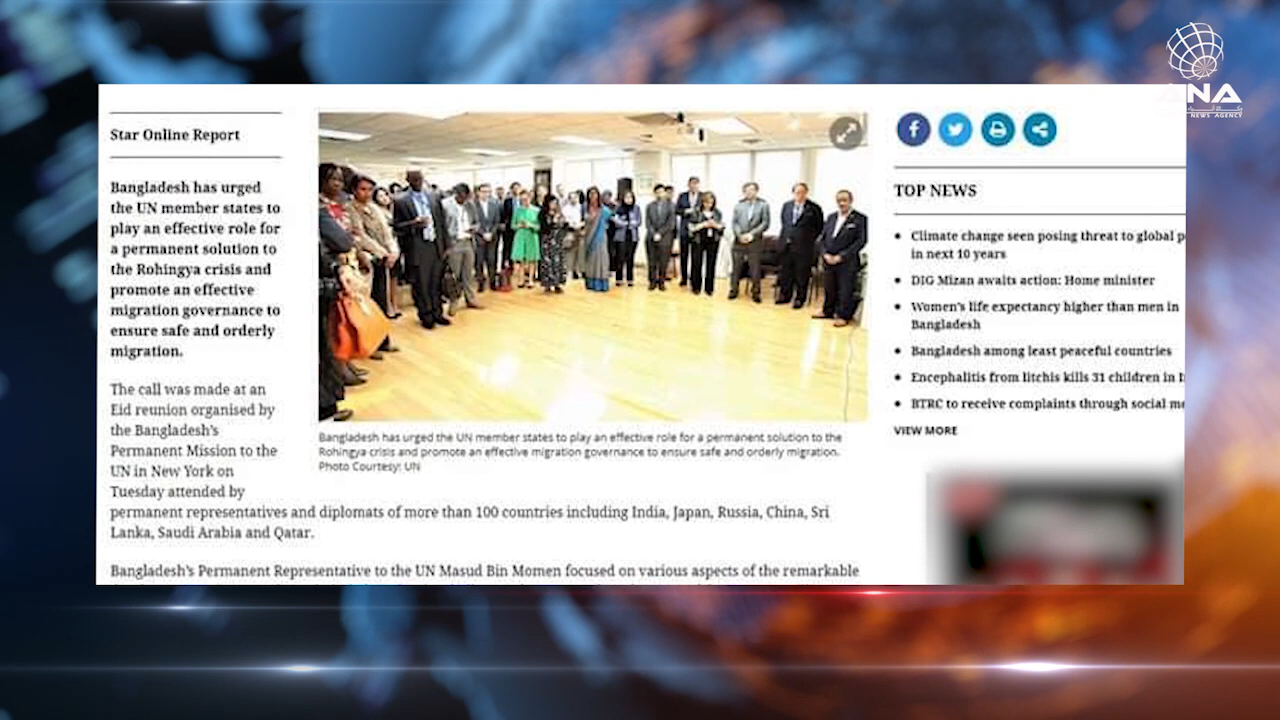 Star Online Report
Bangladesh has urged
the UN member states to
play an effective role for
a permanent solution to
the Rohingya crisis and
promote an effective
migration governance to
ensure safe and orderly
migration.
The call was made at an
Eid reunion organised by
the Bangladesh's
Permanent Mission to the
UN in New York on
Tuesday attended by
permanent representatives and diplomats of more than 100 countries including India, Japan, Russia, China, Sri
Lanka, Saudi Arabia and Qatar.
Bangladesh's Permanent Representative to the UN Masud Bin Momen focused on various aspects of the remarkable
Bangladesh has urged the UN member states to play an effective role for a permanent solution to the
Rohingya crisis and promote an effective migration governance to ensure safe and orderly migration.
Photo Courtesy: UN
TOP NEWS
Climate change seen posing threat to global p
in next 10 years
DIG Mizan awaits action: Home minister
Women's life expectancy higher than men in
Bangladesh
Bangladesh among least peaceful countries
Encephalitis from litchis kills 31 children in
BTRC to receive complaints through social me
VIEW MORE
NEWS AGENCY